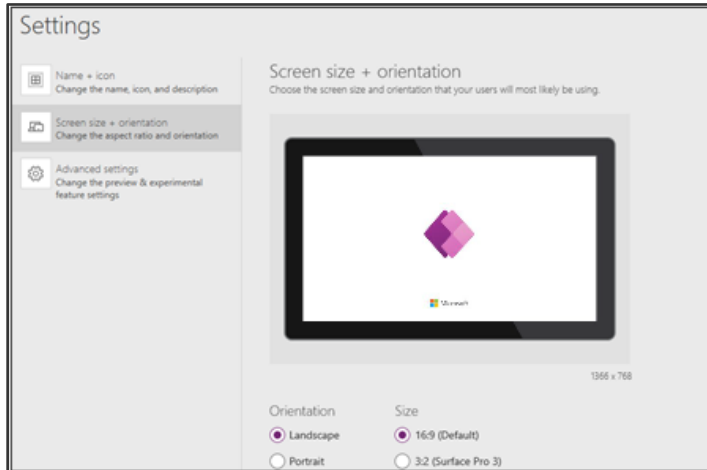 Settings
Name + icon
Change the name, icon, and description
Screen size + orientation
Change the aspect ratio and orientation
Advanced settings
Change the preview & experimental
feature settings
Screen size + orientation
Choose the screen size and orientation that your users will most likely be using.
Microsoft
1366 x 768
Orientation
Size
Landscape
16:9 (Default)
Portrait
3:2 (Surface Pro 3)